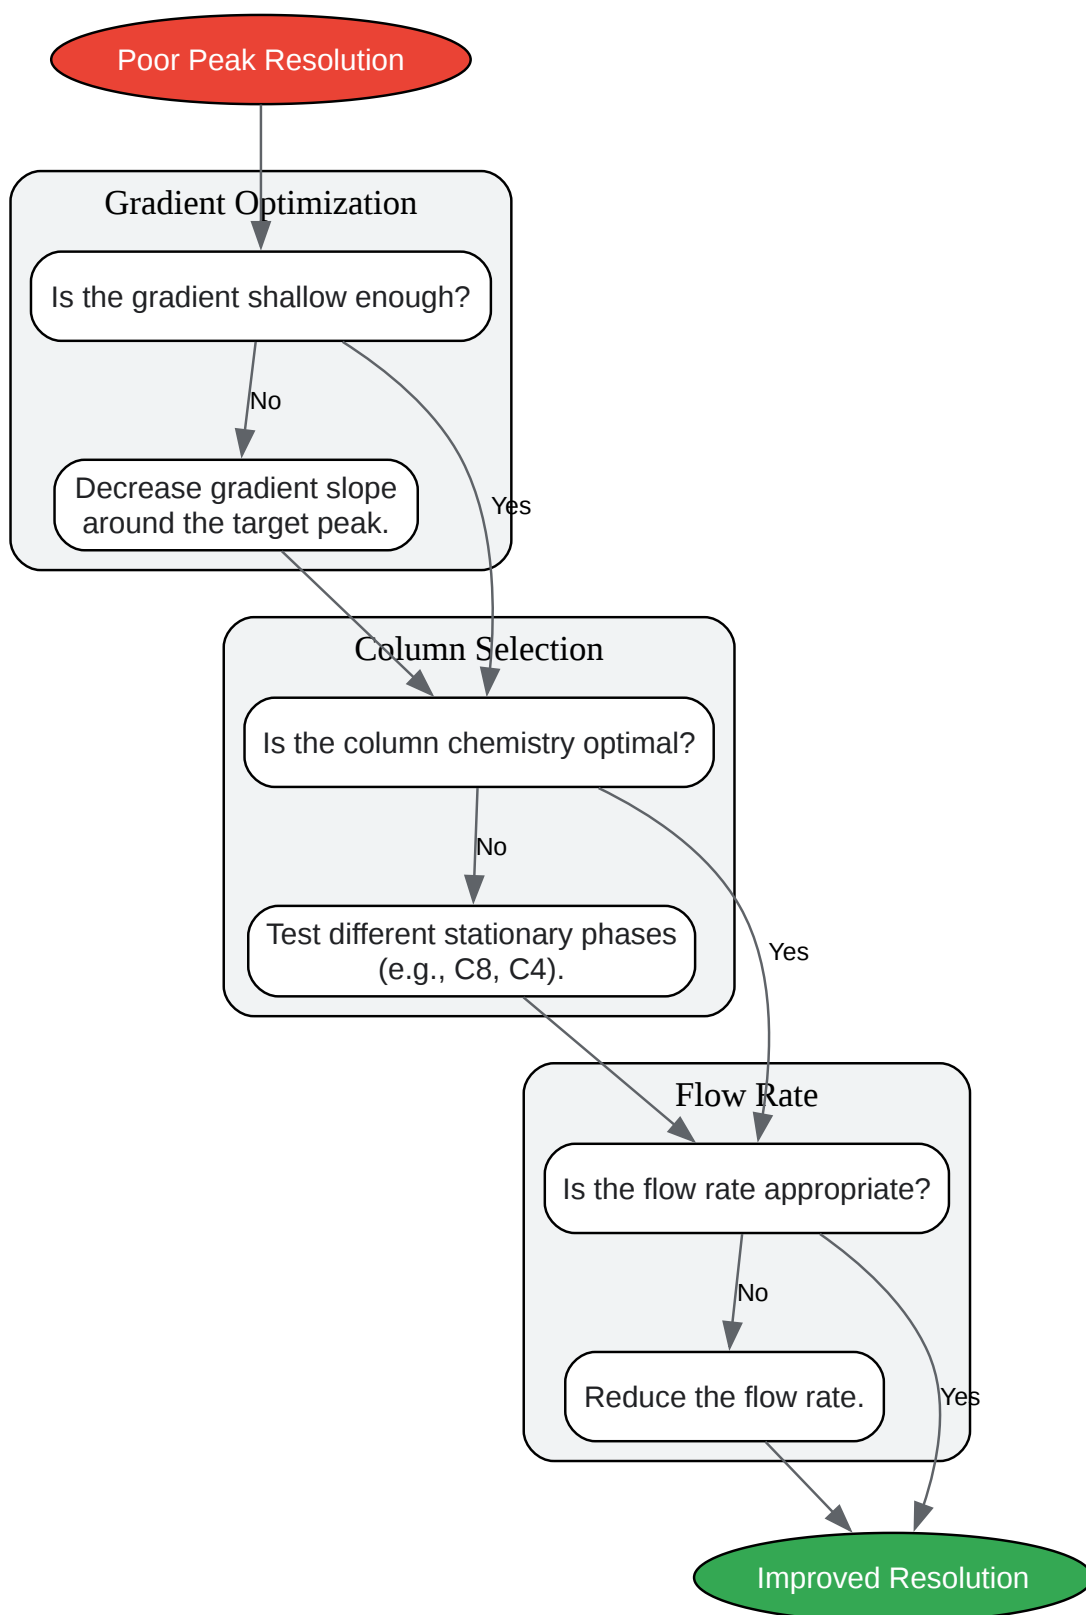 Poor Peak Resolution
Gradient Optimization
Is the gradient shallow enough?
No
Decrease gradient slope
around the target peak.
Yes
Column Selection
Is the column chemistry optimal?
No
Test different stationary phases
(e.g., C8, C4).
Yes
Flow Rate
Is the flow rate appropriate?
No
Reduce the flow rate.
Yes
Improved Resolution